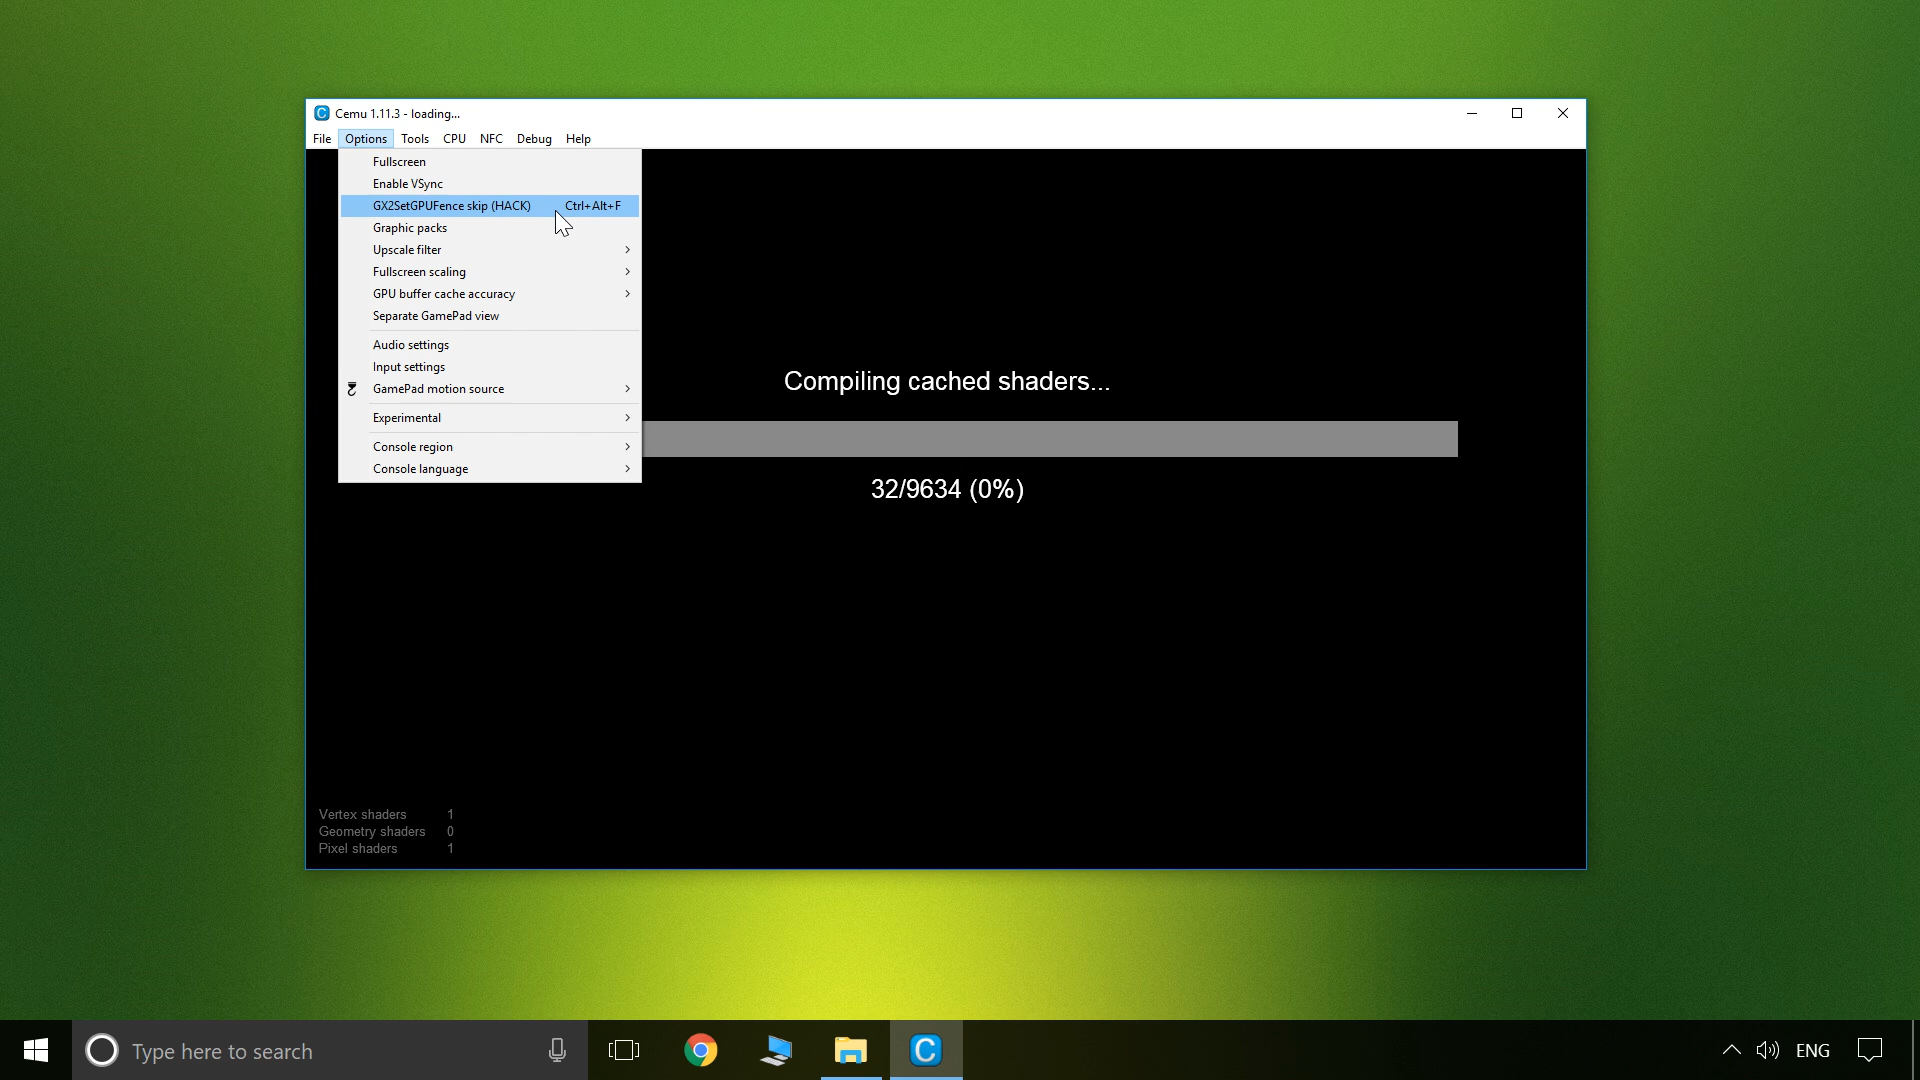 Cemu 1.11.3 - loading...
File Options Tools CPU NFC Debug Help
Fullscreen
Enable VSync
GX2SetGPUFence skip (HACK) Ctrl+Alt+F
Graphic packs
Upscale filter
Fullscreen scaling
GPU buffer cache accuracy
Separate GamePad view
Audio settings
Input settings
GamePad motion source
Experimental
Console region
Console language
Compiling cached shaders...
32/9634 (0%)
Vertex shaders 1
Geometry shaders 0
Pixel shaders 1
Type here to search
ENG